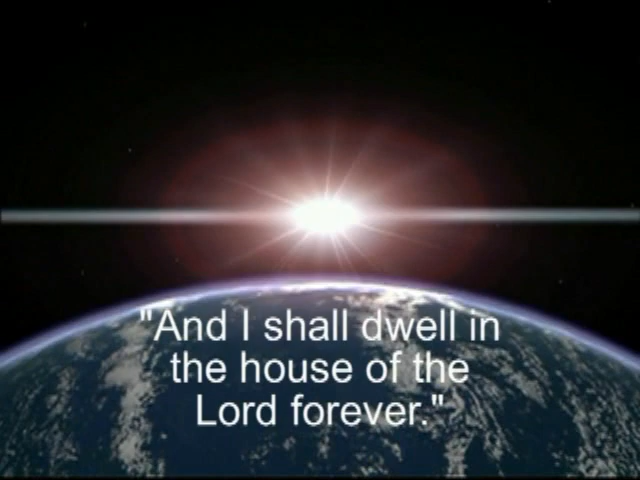 "And I shall dwell in
the house of the
Lord forever."